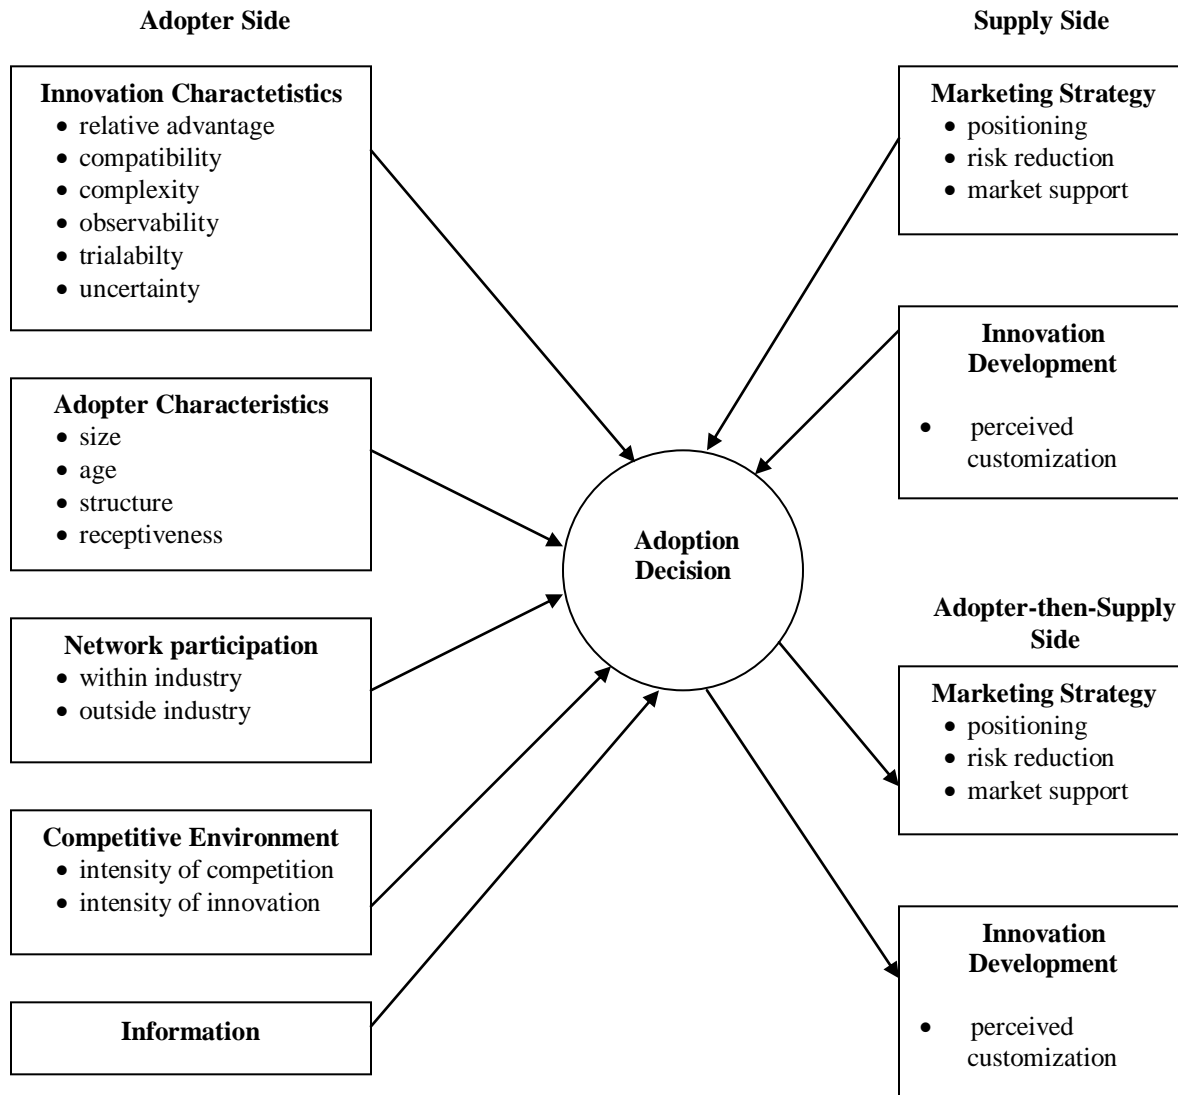 Adopter Side
Innovation Charactetistics
• relative advantage
• compatibility
• complexity
• observability
• trialabilty
• uncertainty
Adopter Characteristics
• size
• age
• structure
• receptiveness
Network participation
• within industry
• outside industry
Competitive Environment
• intensity of competition
• intensity of innovation
Information
Adoption
Decision
Supply Side
Marketing Strategy
• positioning
• risk reduction
• market support
Innovation
Development
• perceived
customization
Adopter-then-Supply
Side
Marketing Strategy
• positioning
• risk reduction
• market support
Innovation
Development
• perceived
customization